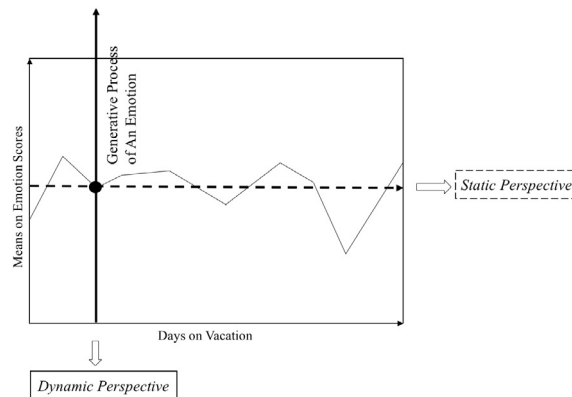 Generative Process
of An Emotion
Means on Emotion Scores
Static Perspective
Days on Vacation
Dynamic Perspective